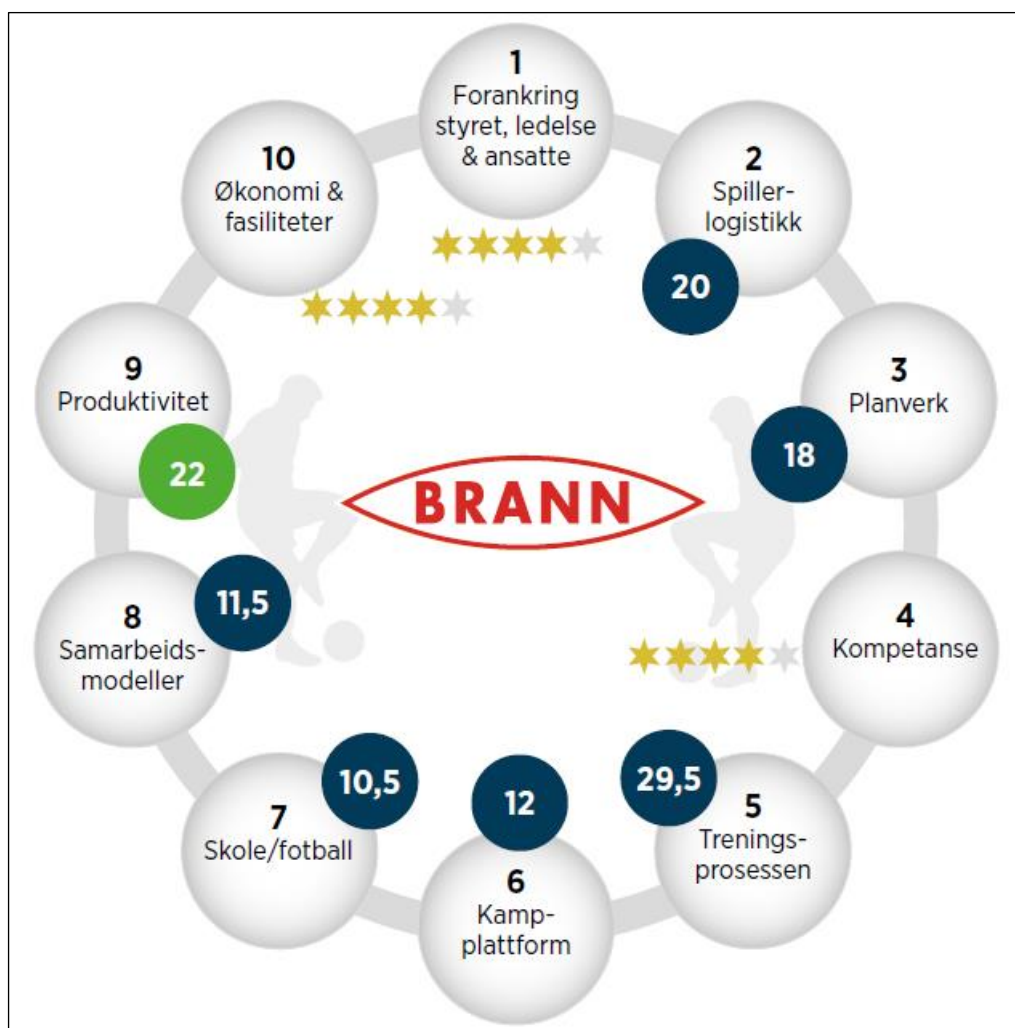 1
Forankring
styret, ledelse
& ansatte
2
Spiller-
logistikk
20
3
Planverk
18
4
Kompetanse
5
Trenings-
prosessen
29,5
6
Kamp-
plattform
12
7
Skole/fotball
10,5
8
Samarbeids-
modeller
11,5
9
Produktivitet
22
10
Økonomi &
fasiliteter
BRANN